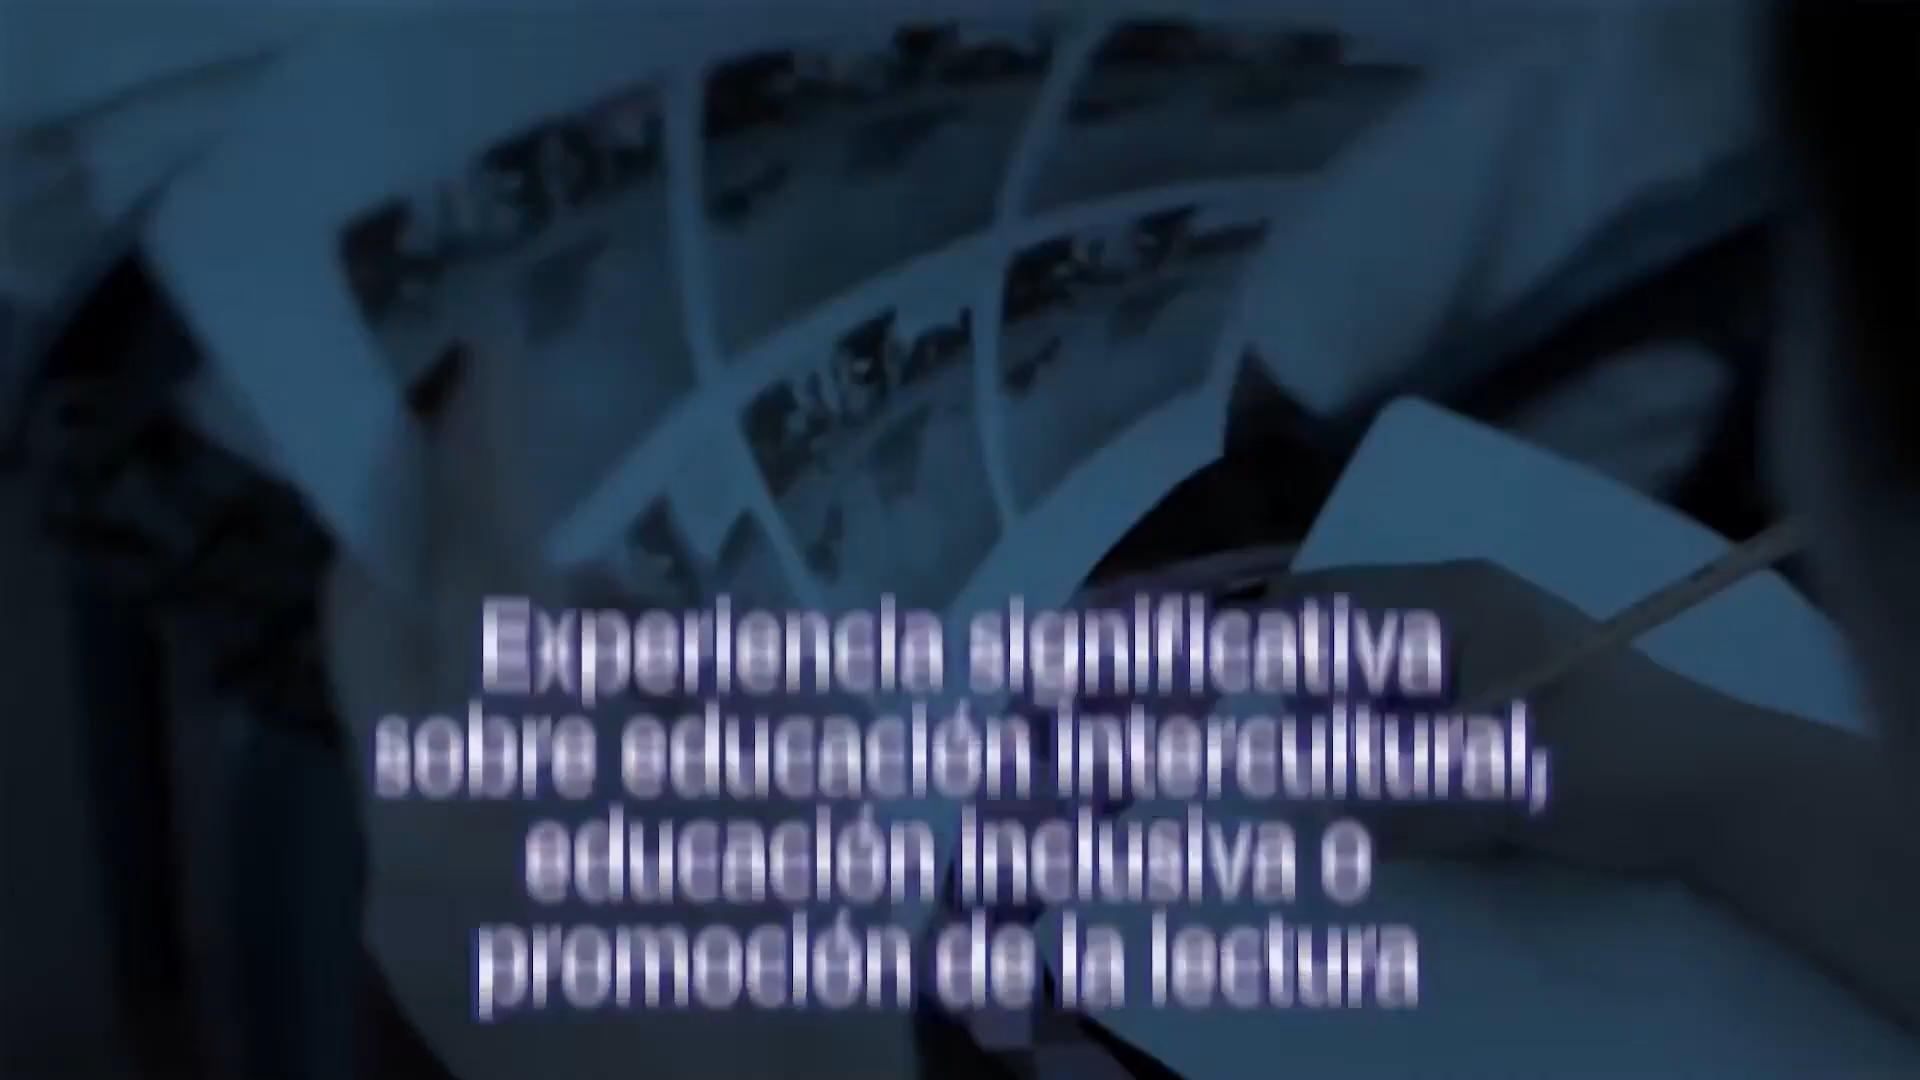 Experiencia significativa
sobre educación intercultural,
educación inclusiva o
promoción de la lectura